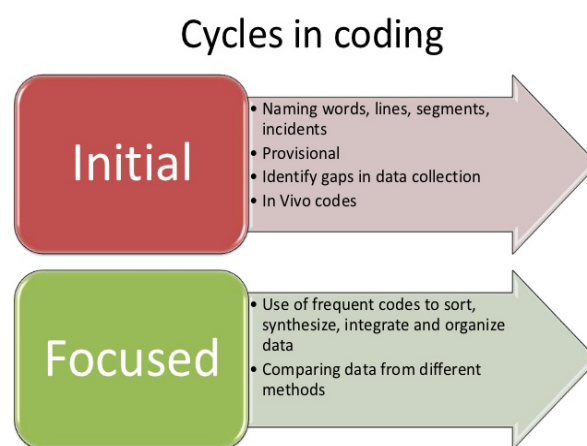 Cycles in coding
Initial
• Naming words, lines, segments,
incidents
• Provisional
• Identify gaps in data collection
• In Vivo codes
Focused
• Use of frequent codes to sort,
synthesize, integrate and organize
data
• Comparing data from different
methods